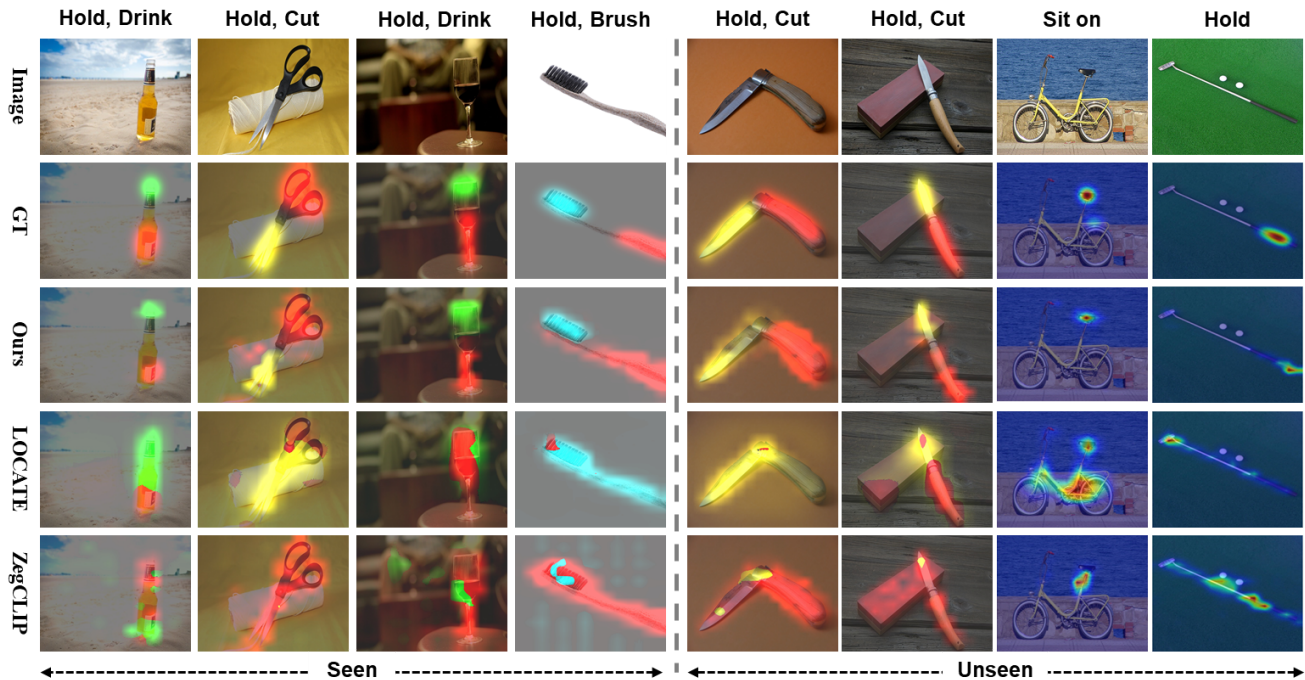 Hold, Drink Hold, Cut Hold, Drink Hold, Brush Hold, Cut Hold, Cut Sit on Hold
Image
GT
Ours
LOCATE
ZegCLIP
Seen Unseen